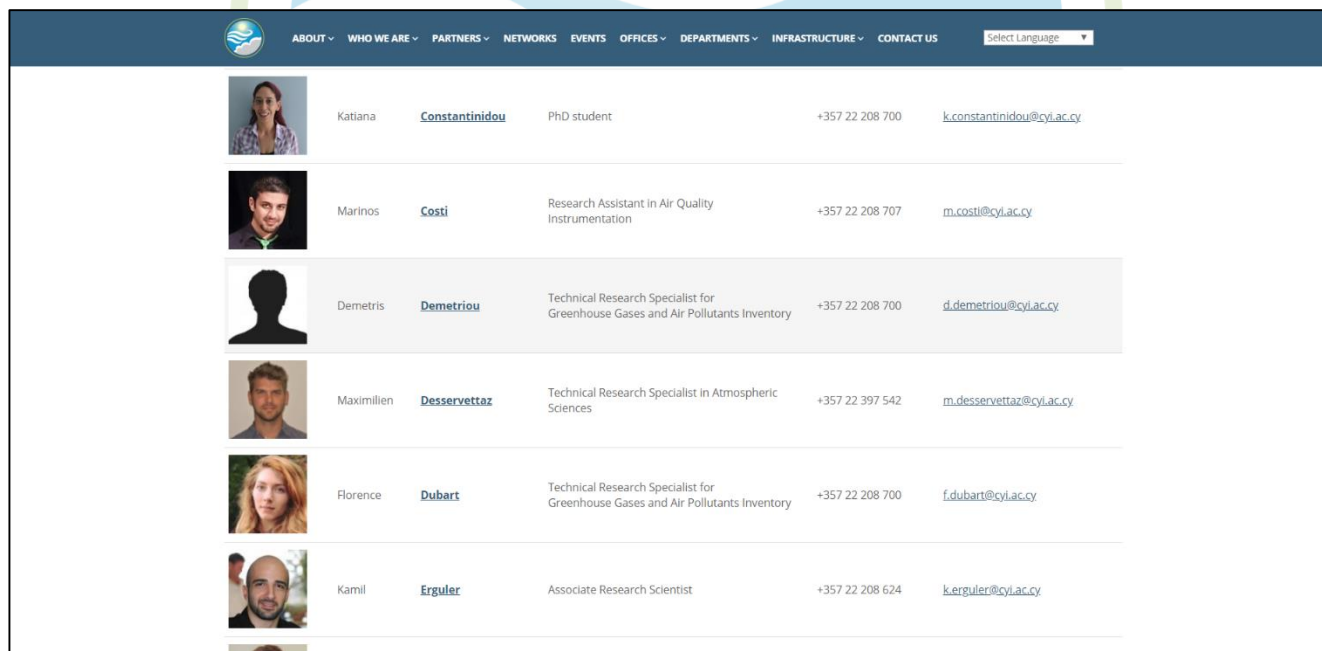 ABOUT WHO WE ARE PARTNERS NETWORKS EVENTS OFFICES DEPARTMENTS INFRASTRUCTURE CONTACT US Select Language
Katiana Constantinidou PhD student +357 22 208 700 k.constantinidou@cyi.ac.cy
Marinos Costi Research Assistant in Air Quality
Instrumentation +357 22 208 707 m.costi@cyi.ac.cy
Demetris Demetriou Technical Research Specialist for
Greenhouse Gases and Air Pollutants Inventory +357 22 208 700 d.demetriou@cyi.ac.cy
Maximilien Desservettaz Technical Research Specialist in Atmospheric
Sciences +357 22 397 542 m.desservettaz@cyi.ac.cy
Florence Dubart Technical Research Specialist for
Greenhouse Gases and Air Pollutants Inventory +357 22 208 700 f.dubart@cyi.ac.cy
Kamil Erguler Associate Research Scientist +357 22 208 624 k.erguler@cyi.ac.cy